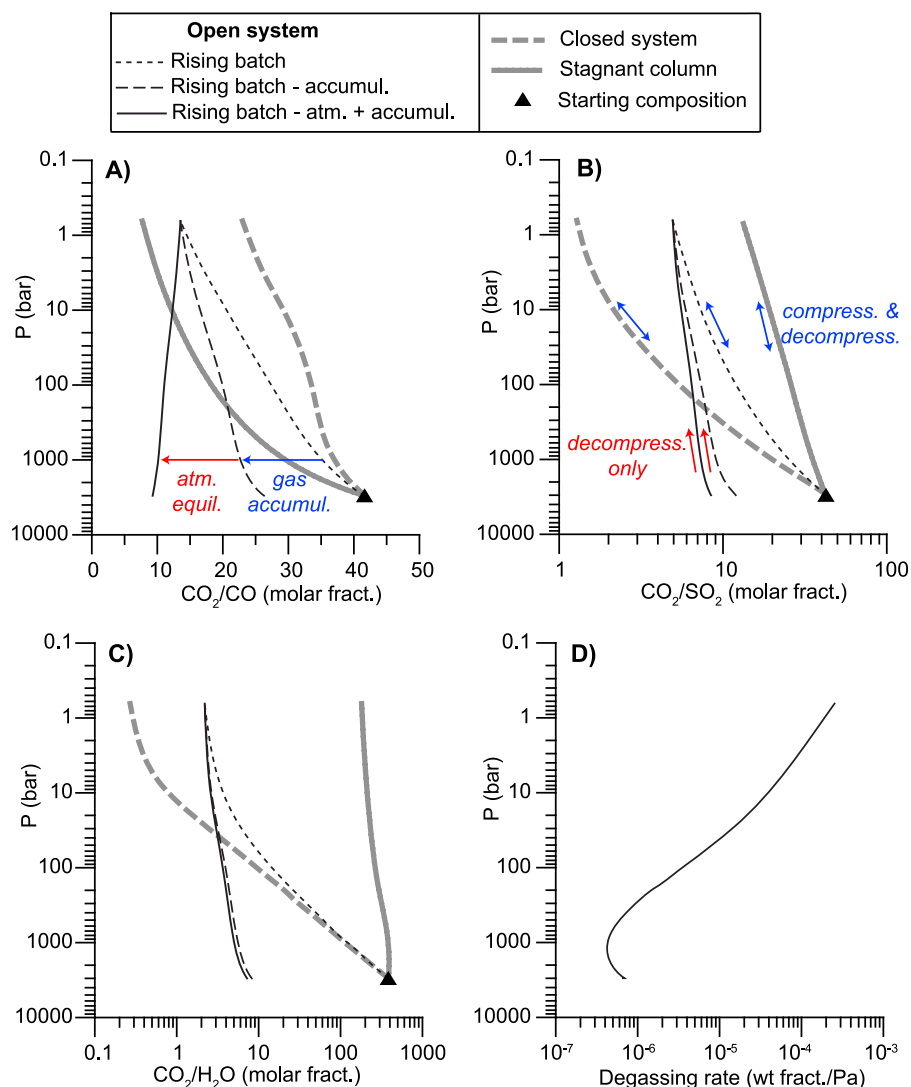 Open system
Rising batch
Rising batch - accumul.
Rising batch - atm. + accumul.
Closed system
Stagnant column
Starting composition
A)
0.1
1
10
100
1000
10000
P (bar)
atm.
equil.
gas
accumul.
0 10 20 30 40 50
CO2/CO (molar fract.)
B)
0.1
1
10
100
1000
10000
P (bar)
compress. &
decompress.
decompress.
only
1 10 100
CO2/SO2 (molar fract.)
C)
0.1
1
10
100
1000
10000
P (bar)
0.1 1 10 100 1000
CO2/H2O (molar fract.)
D)
0.1
1
10
100
1000
10000
P (bar)
10-7 10-6 10-5 10-4 10-3
Degassing rate (wt fract./Pa)